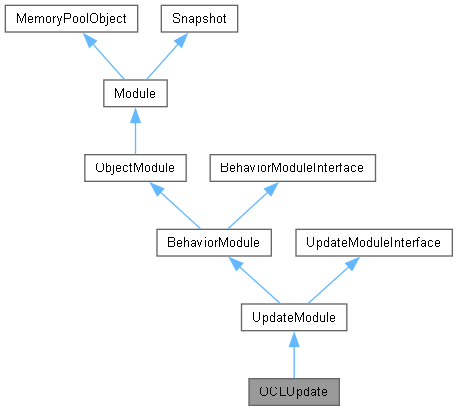 MemoryPoolObject
Snapshot
Module
ObjectModule
BehaviorModuleInterface
BehaviorModule
UpdateModuleInterface
UpdateModule
OCLUpdate